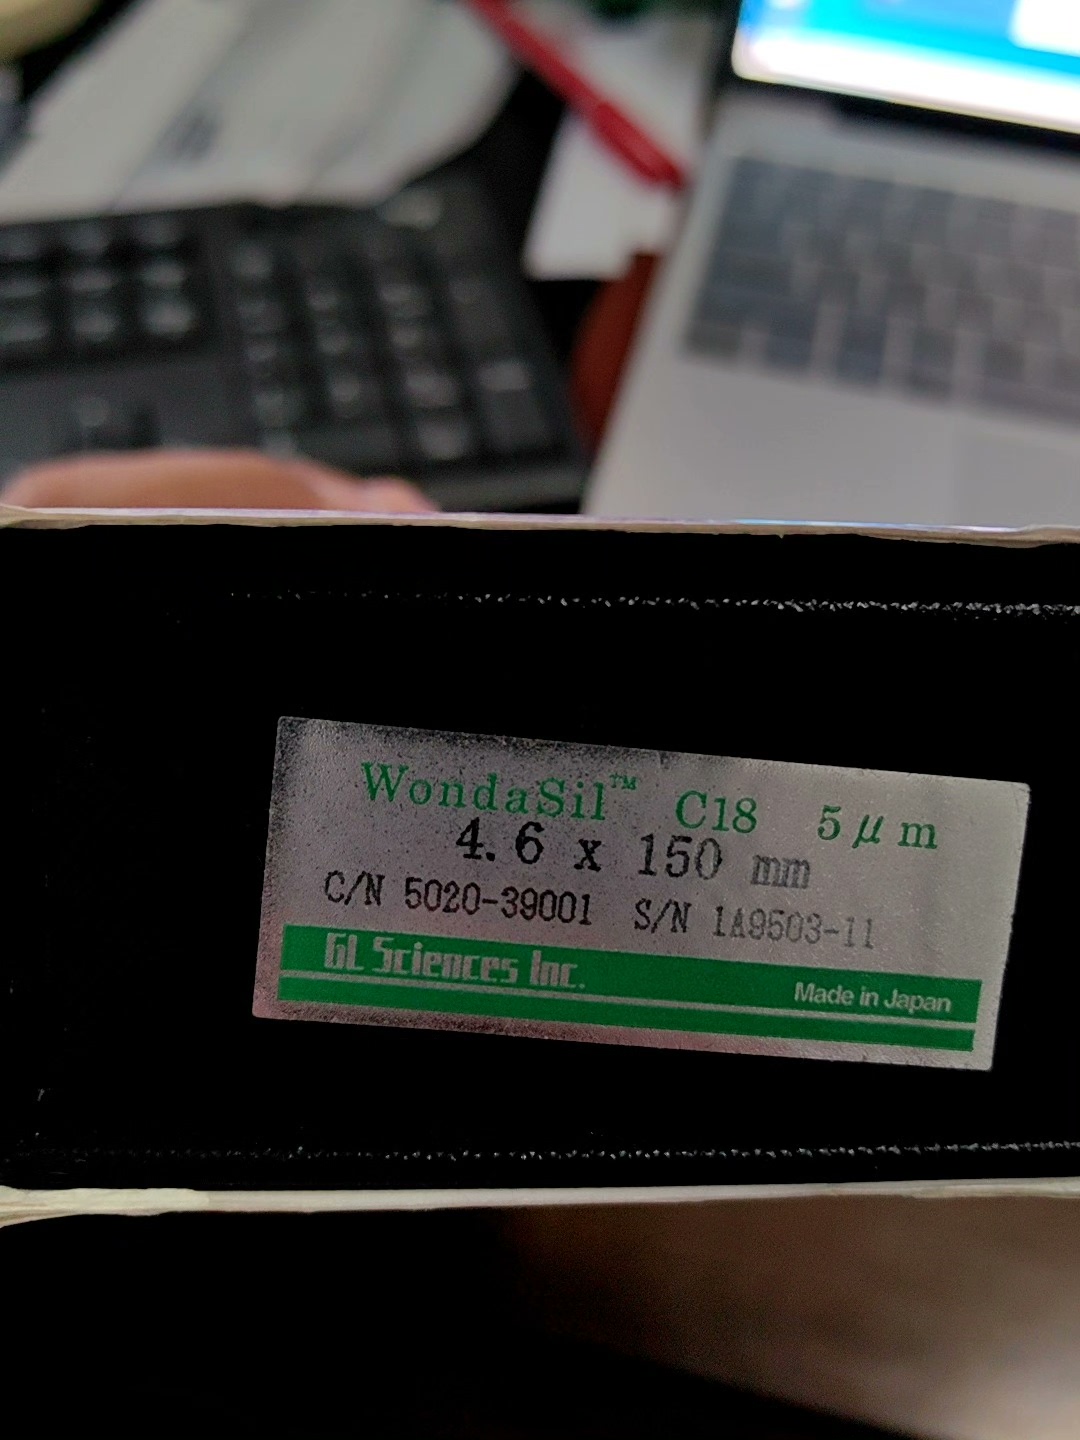 WondaSil™ C18 5μm
4.6 x 150 mm
C/N 5020-39001 S/N 1A9503-11
GL Sciences Inc.
Made in Japan